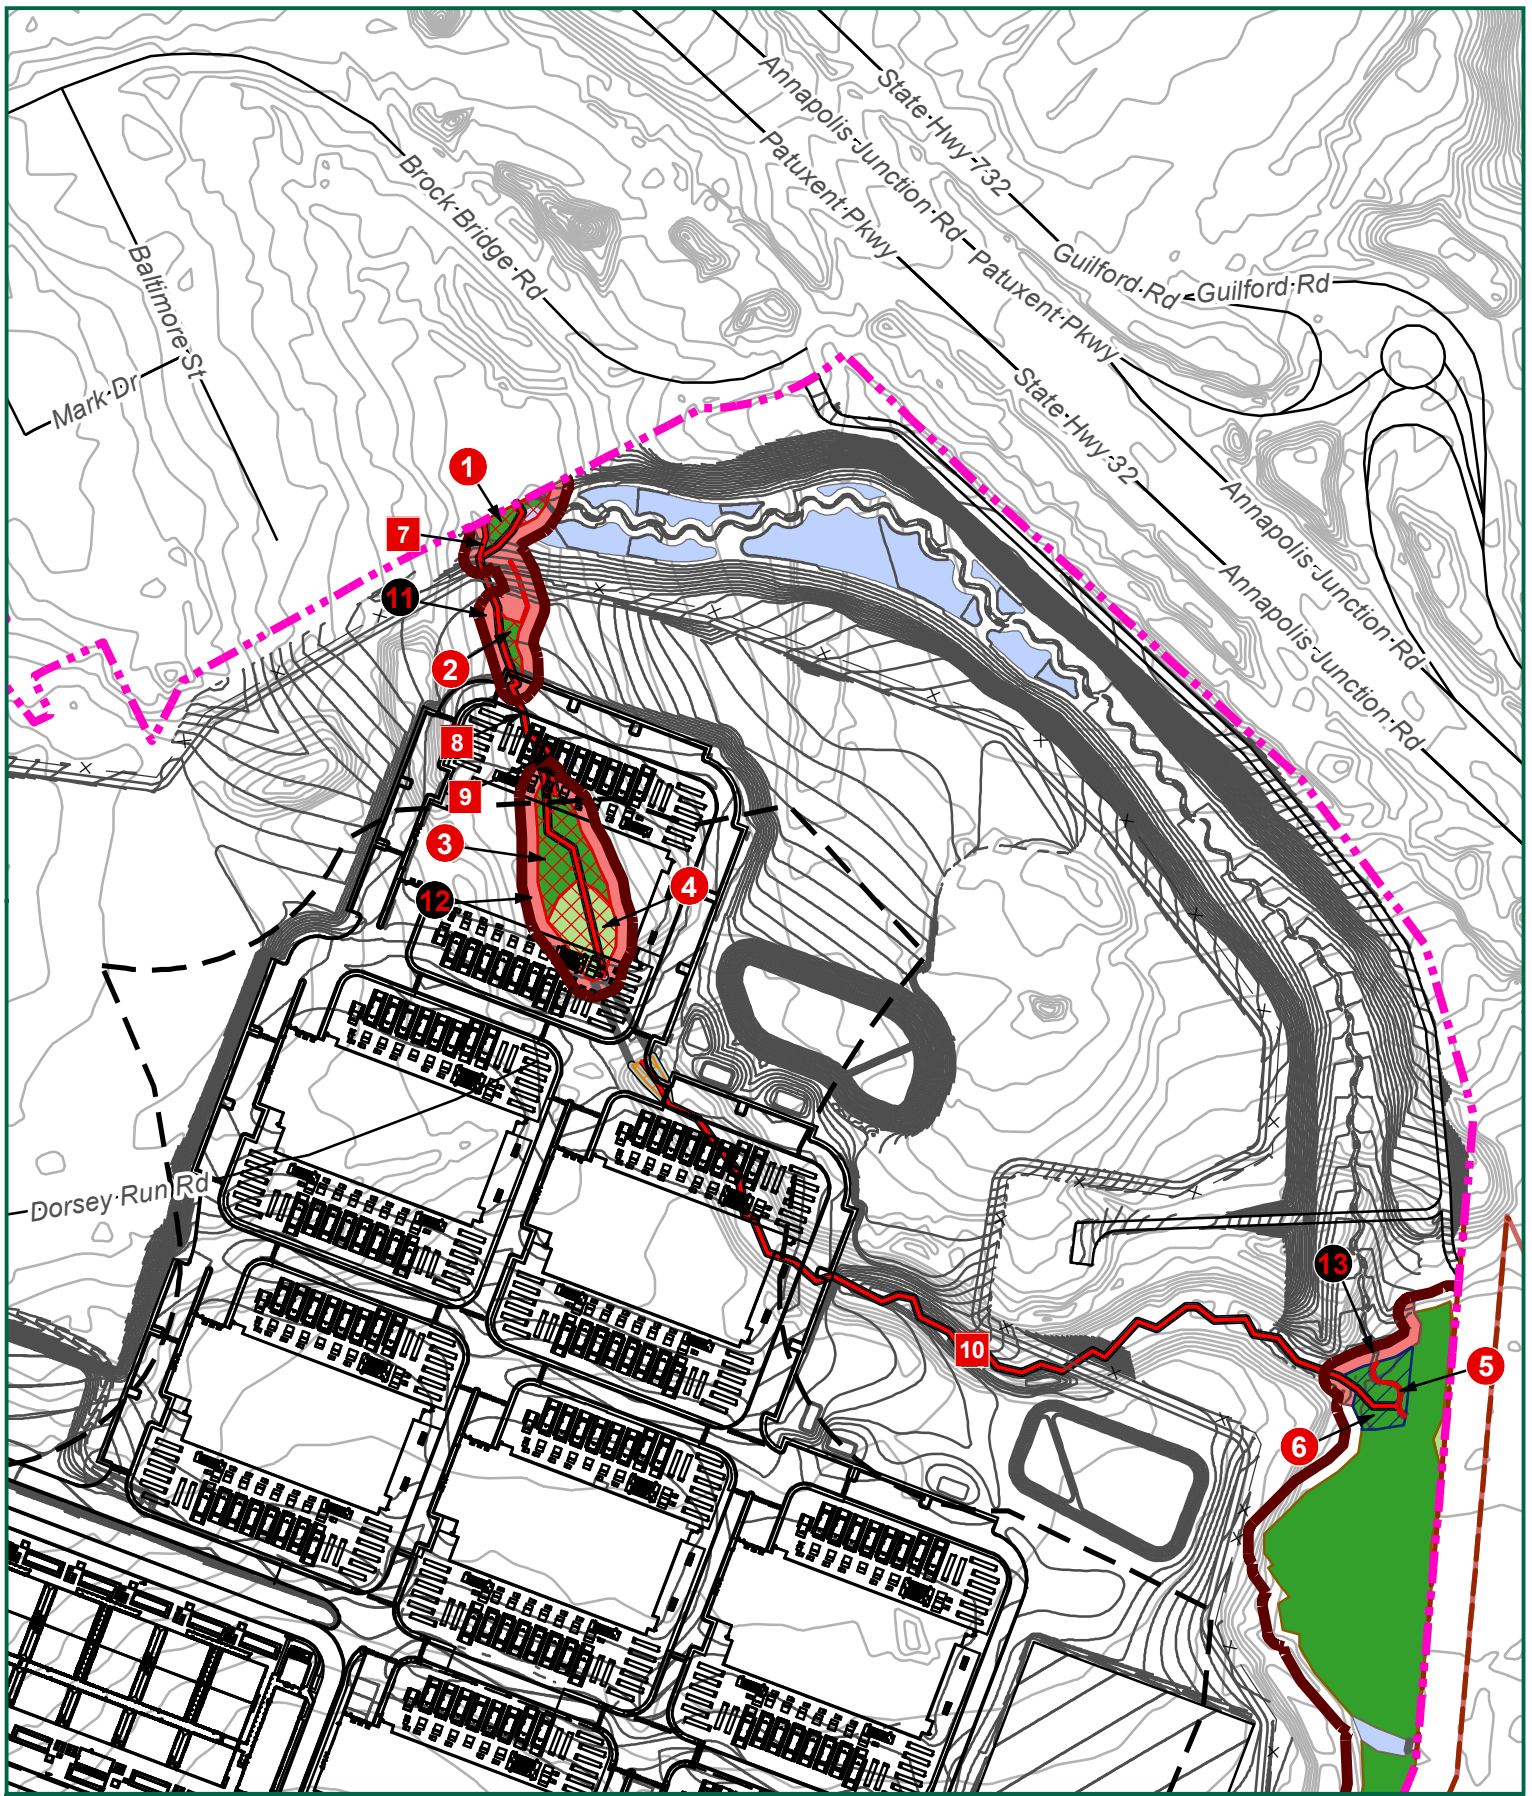 State Hwy 732
Annapolis Junction Rd
Patuxent Pkwy
Brock Bridge Rd
Baltimore St
Mark Dr
Guilford Rd
Guilford Rd
Patuxent Pkwy
State Hwy 32
Annapolis Junction Rd
Annapolis Junction Rd
1
7
11
2
8
9
3
4
12
Dorsey Run Rd
13
10
5
6